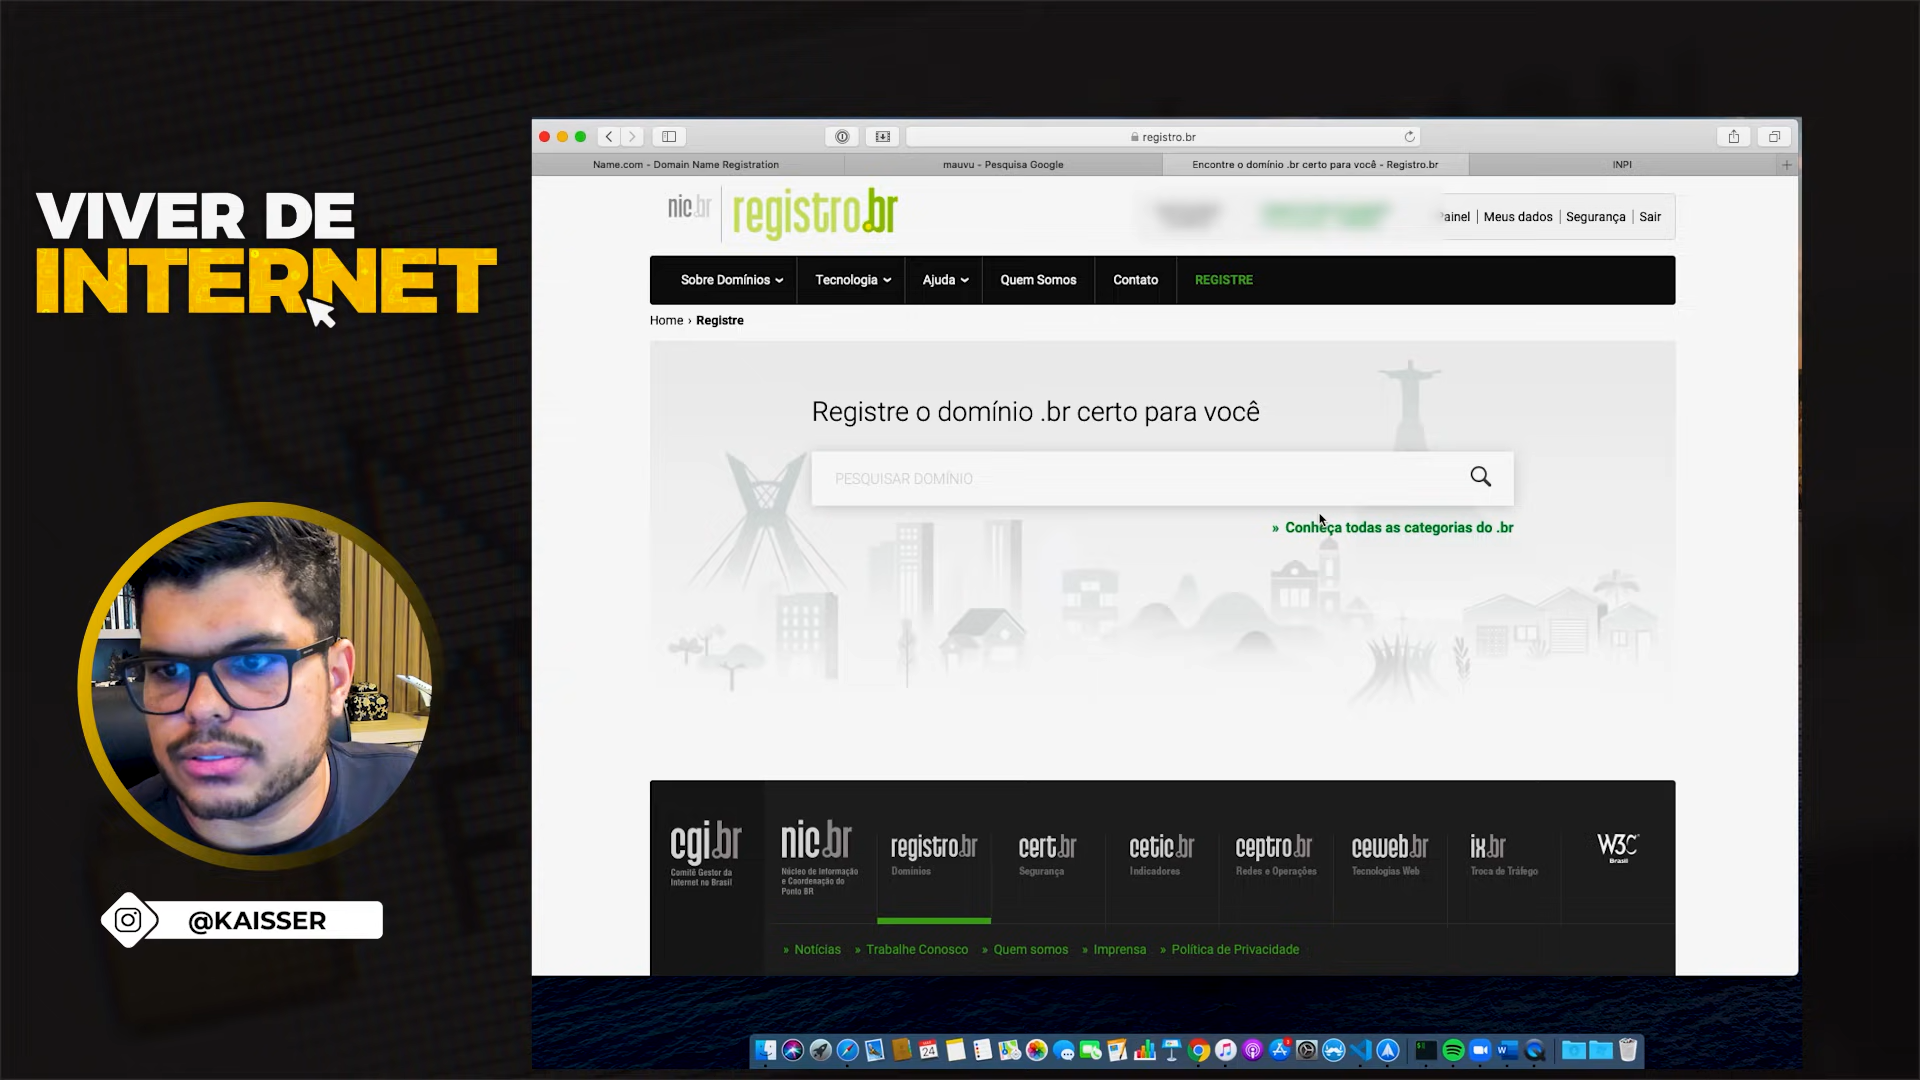 VIVER DE
INTERNET
@KAISSER
registro.br
Name.com - Domain Name Registration
mauvu - Pesquisa Google
Encontre o domínio .br certo para você - Registro.br
INPI
nic.br
registro.br
ainel
Meus dados
Segurança
Sair
Sobre Domínios
Tecnologia
Ajuda
Quem Somos
Contato
REGISTRE
Home › Registre
Registre o domínio .br certo para você
PESQUISAR DOMÍNIO
» Conheça todas as categorias do .br
cgi.br
Comitê Gestor da
Internet no Brasil
nic.br
Núcleo de Informação
e Coordenação do
Ponto BR
registro.br
Domínios
cert.br
Segurança
cetic.br
Indicadores
ceptro.br
Redes e Operações
ceweb.br
Tecnologias Web
ix.br
Troca de Tráfego
W3C
Brasil
» Notícias
» Trabalhe Conosco
» Quem somos
» Imprensa
» Política de Privacidade
24